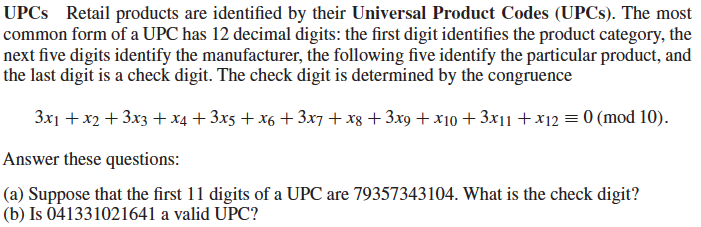 UPCs Retail products are identified by their Universal Product Codes (UPCs). The most
common form of a UPC has 12 decimal digits: the first digit identifies the product category, the
next five digits identify the manufacturer, the following five identify the particular product, and
the last digit is a check digit. The check digit is determined by the congruence
3x₁ + x₂ + 3x₃ + x₄ + 3x₅ + x₆ + 3x₇ + x₈ + 3x₉ + x₁₀ + 3x₁₁ + x₁₂ ≡ 0 (mod 10).
Answer these questions:
(a) Suppose that the first 11 digits of a UPC are 79357343104. What is the check digit?
(b) Is 041331021641 a valid UPC?